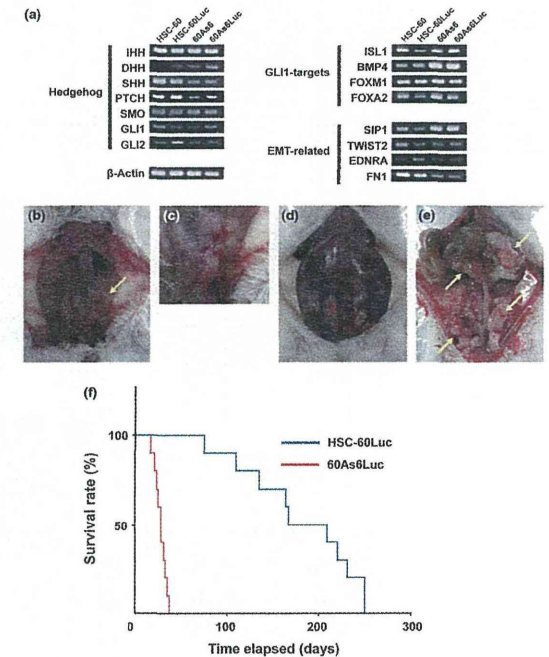 (a)
HSC-60
HSC-60Luc
60As6
60As6Luc
Hedgehog
IHH
DHH
SHH
PTCH
SMO
GLI1
GLI2
β-Actin
HSC-60
HSC-60Luc
60As6
60As6Luc
GLI1-targets
ISL1
BMP4
FOXM1
FOXA2
EMT-related
SIP1
TWIST2
EDNRA
FN1
(b)
(c)
(d)
(e)
(f)
HSC-60Luc
60As6Luc
Survival rate (%)
100
50
0
100
200
300
Time elapsed (days)